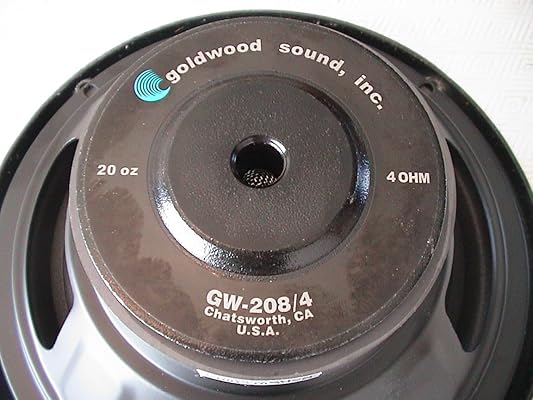 goldwood sound, inc.
20 oz
4 OHM
GW-208/4
Chatsworth, CA
U.S.A.